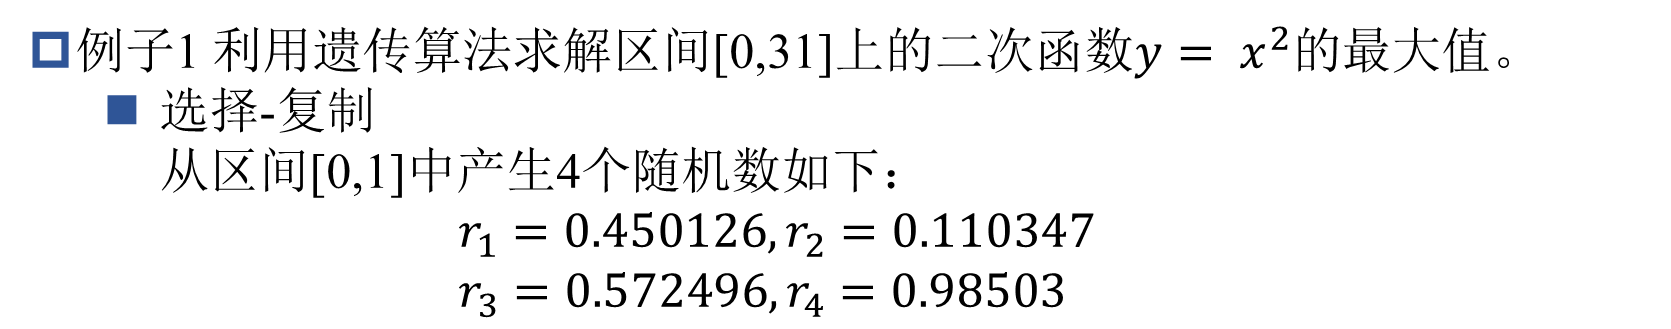 例子1 利用遗传算法求解区间[0,31]上的二次函数y = x²的最大值。
选择-复制
从区间[0,1]中产生4个随机数如下：
r₁ = 0.450126, r₂ = 0.110347
r₃ = 0.572496, r₄ = 0.98503